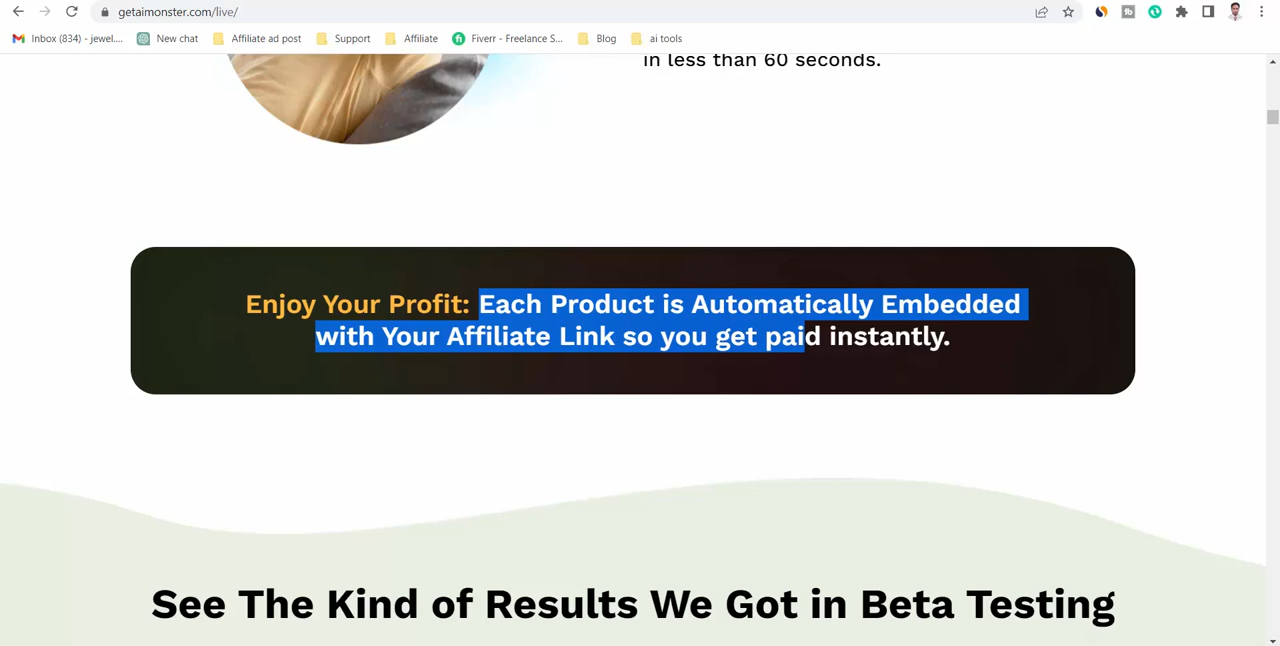 getaimonster.com/live/
Inbox (834) - jewel.... New chat Affiliate ad post Support Affiliate fi Fiverr - Freelance S... Blog ai tools
in less than 60 seconds.
Enjoy Your Profit: Each Product is Automatically Embedded
with Your Affiliate Link so you get paid instantly.
See The Kind of Results We Got in Beta Testing